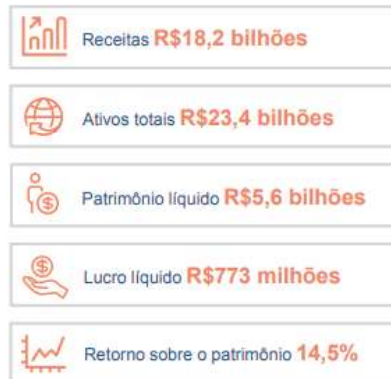 Receitas R$18,2 bilhões
Ativos totais R$23,4 bilhões
Patrimônio líquido R$5,6 bilhões
Lucro líquido R$773 milhões
Retorno sobre o patrimônio 14,5%